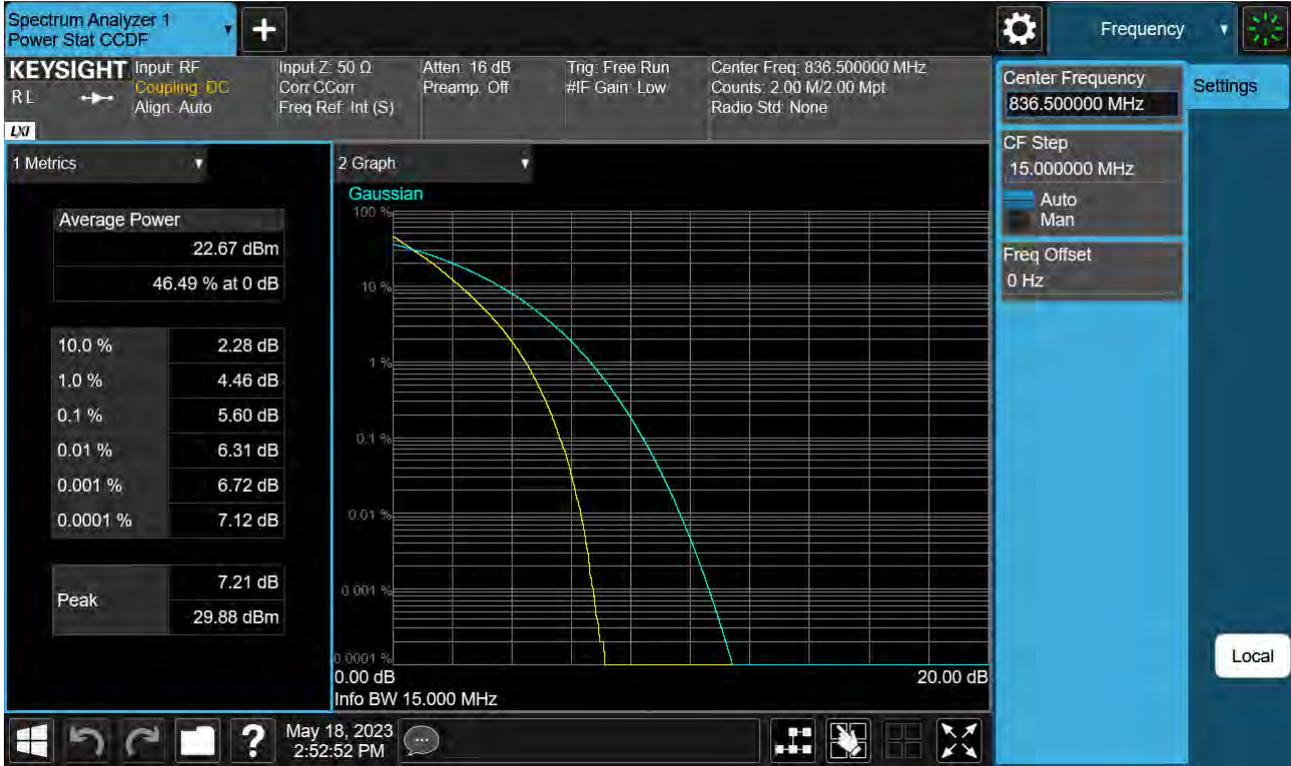 Spectrum Analyzer 1
Power Stat CCDF
Frequency
KEYSIGHT
R L
LXI
Input: RF
Coupling: DC
Align: Auto
Input Z: 50 Ω
Corr CCorr
Freq Ref: Int (S)
Atten: 16 dB
Preamp: Off
Trig: Free Run
#IF Gain: Low
Center Freq: 836.500000 MHz
Counts: 2.00 M/2.00 Mpt
Radio Std: None
Center Frequency
836.500000 MHz
Settings
CF Step
15.000000 MHz
Auto
Man
Freq Offset
0 Hz
1 Metrics
Average Power
22.67 dBm
46.49 % at 0 dB
10.0 % 2.28 dB
1.0 % 4.46 dB
0.1 % 5.60 dB
0.01 % 6.31 dB
0.001 % 6.72 dB
0.0001 % 7.12 dB
Peak
7.21 dB
29.88 dBm
2 Graph
Gaussian
100 %
10 %
1 %
0.1 %
0.01 %
0.001 %
0.0001 %
0.00 dB 20.00 dB
Info BW 15.000 MHz
Local
?
May 18, 2023
2:52:52 PM